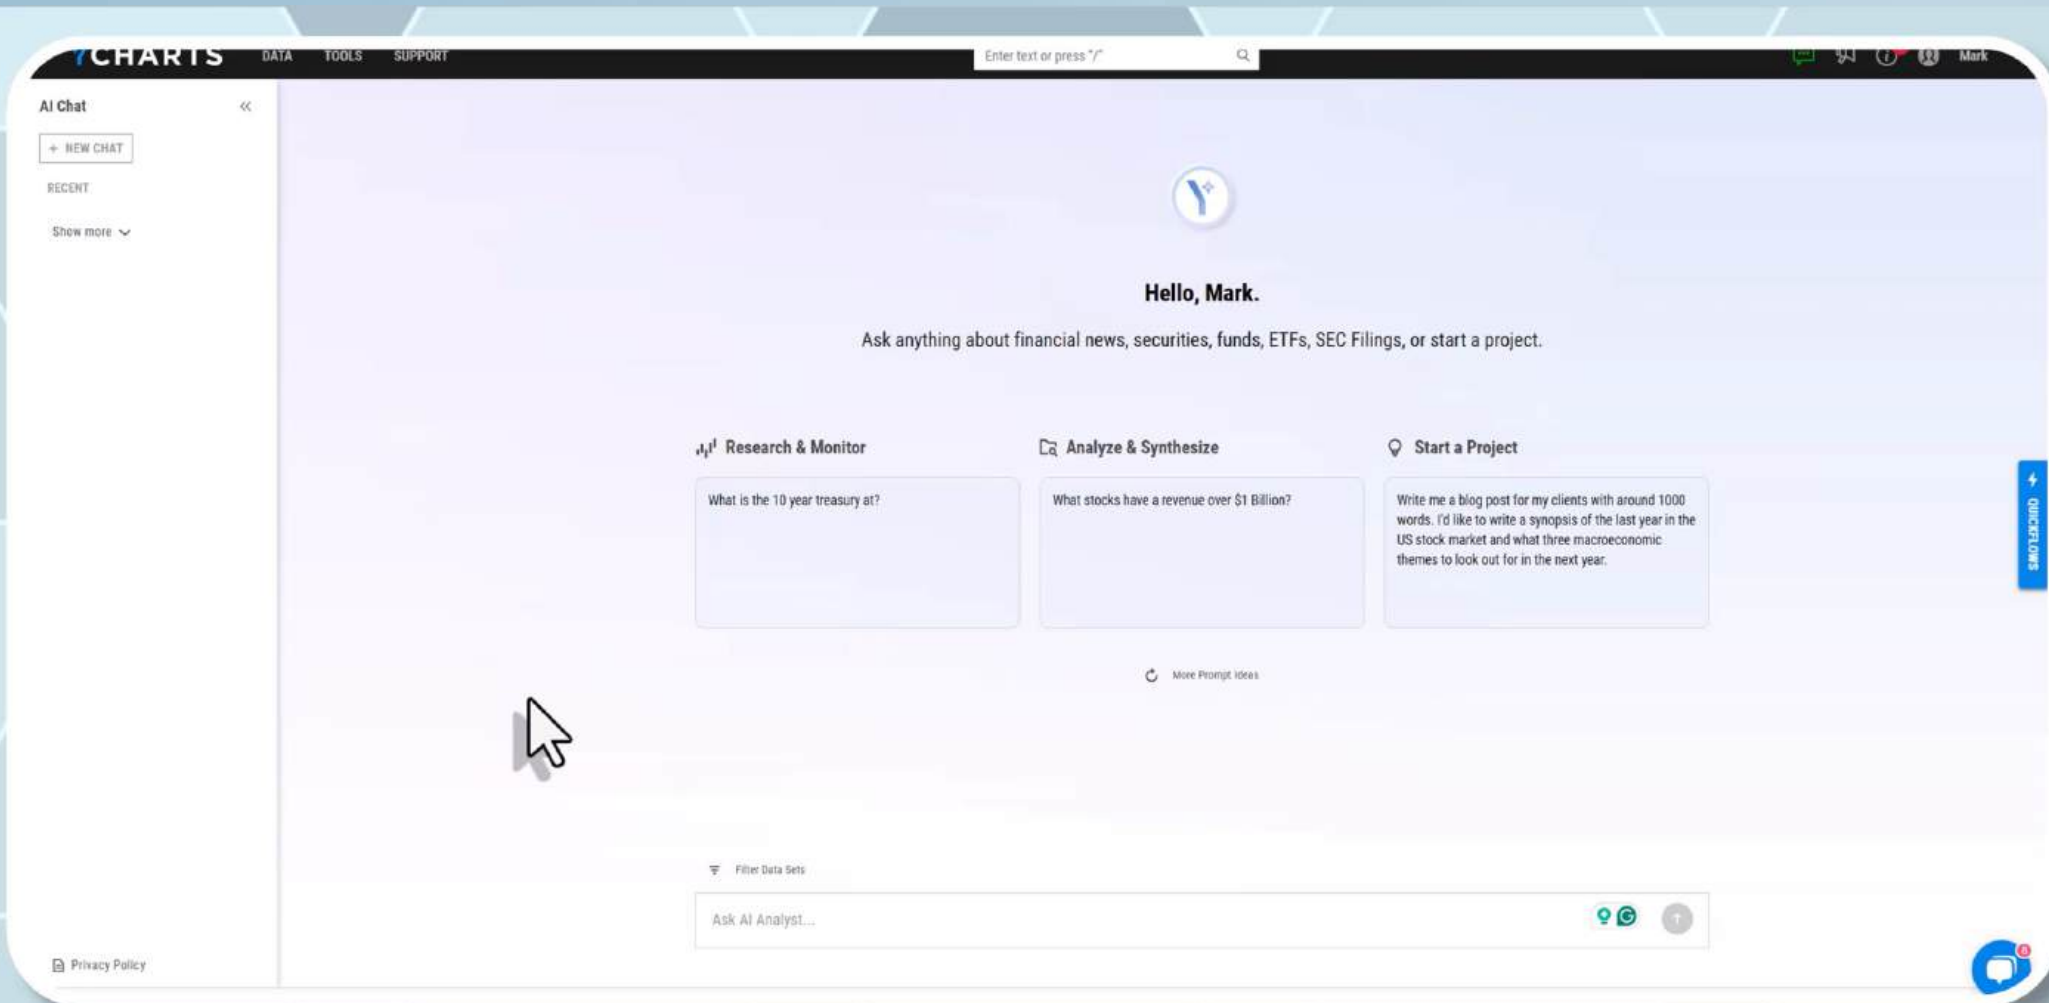 YCHARTS DATA TOOLS SUPPORT Enter text or press "/" Mark
AI Chat
+ NEW CHAT
RECENT
Show more
Hello, Mark.
Ask anything about financial news, securities, funds, ETFs, SEC Filings, or start a project.
Research & Monitor
What is the 10 year treasury at?
Analyze & Synthesize
What stocks have a revenue over $1 Billion?
Start a Project
Write me a blog post for my clients with around 1000
words. I'd like to write a synopsis of the last year in the
US stock market and what three macroeconomic
themes to look out for in the next year.
More Prompt Ideas
QUICKFLOWS
Filter Data Sets
Ask AI Analyst...
Privacy Policy